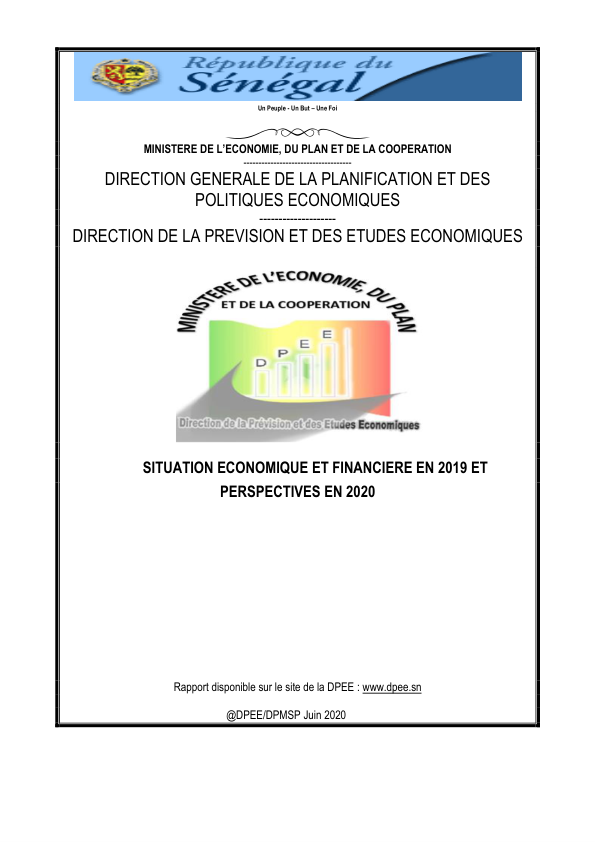 République du
Sénégal
Un Peuple - Un But – Une Foi
MINISTERE DE L'ECONOMIE, DU PLAN ET DE LA COOPERATION
------------------------------------
DIRECTION GENERALE DE LA PLANIFICATION ET DES
POLITIQUES ECONOMIQUES
--------------------
DIRECTION DE LA PREVISION ET DES ETUDES ECONOMIQUES
MINISTERE DE L'ECONOMIE, DU PLAN
ET DE LA COOPERATION
D P E E
Direction de la Prévision et des Etudes Economiques
SITUATION ECONOMIQUE ET FINANCIERE EN 2019 ET
PERSPECTIVES EN 2020
Rapport disponible sur le site de la DPEE : www.dpee.sn
@DPEE/DPMSP Juin 2020